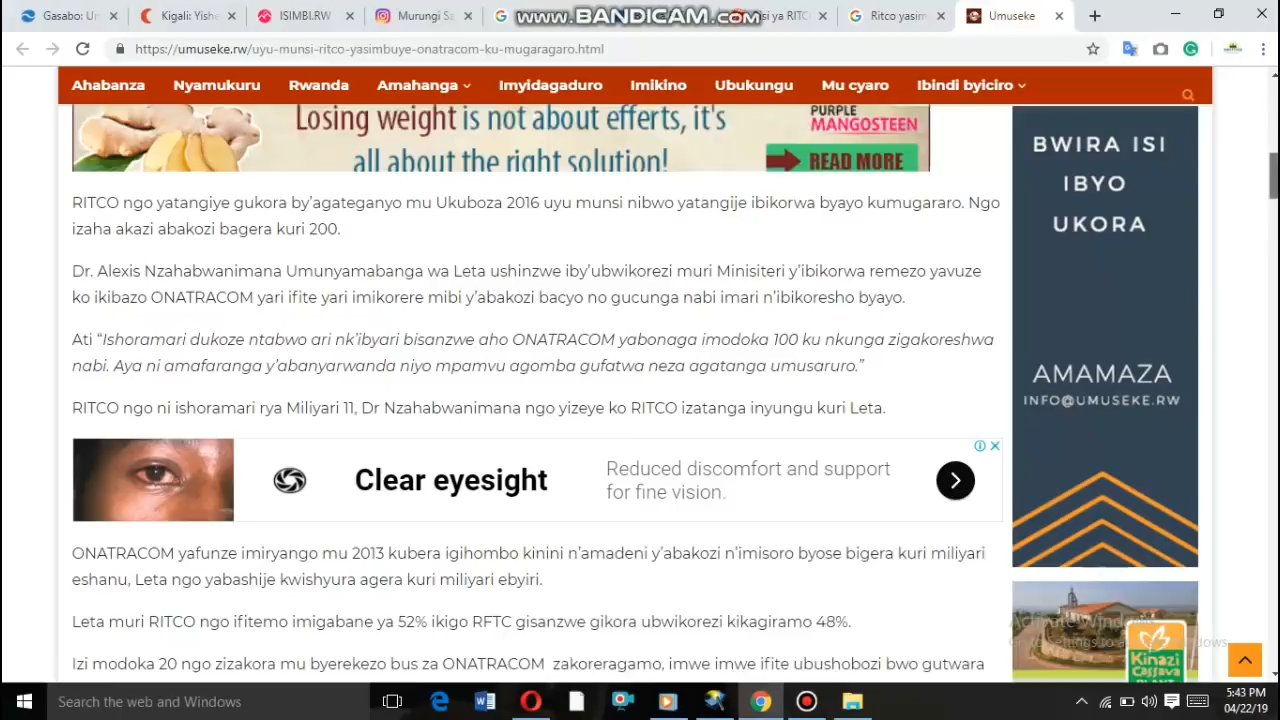 Gasabo: U
Kigali: Yishe
ISIMBI.RW
Murungi Sa
www.BANDICAM.com
si ya RITC
Ritco yasim
Umuseke
https://umuseke.rw/uyu-munsi-ritco-yasimbuye-onatracom-ku-mugaragaro.html
Ahabanza Nyamukuru Rwanda Amahanga Imyidagaduro Imikino Ubukungu Mu cyaro Ibindi byiciro
Losing weight is not about efferts, it's
all about the right solution!
PURPLE
MANGOSTEEN
READ MORE
RITCO ngo yatangiye gukora by'agateganyo mu Ukuboza 2016 uyu munsi nibwo yatangije ibikorwa byayo kumugararo. Ngo
izaha akazi abakozi bagera kuri 200.
Dr. Alexis Nzahabwanimana Umunyamabanga wa Leta ushinzwe iby'ubwikorezi muri Minisiteri y'ibikorwa remezo yavuze
ko ikibazo ONATRACOM yari ifite yari imikorere mibi y'abakozi bacyo no gucunga nabi imari n'ibikoresho byayo.
Ati “Ishoramari dukoze ntabwo ari nk'ibyari bisanzwe aho ONATRACOM yabonaga imodoka 100 ku nkunga zigakoreshwa
nabi. Aya ni amafaranga y'abanyarwanda niyo mpamvu agomba gufatwa neza agatanga umusaruro.”
RITCO ngo ni ishoramari rya Miliyari 11, Dr Nzahabwanimana ngo yizeye ko RITCO izatanga inyungu kuri Leta.
Clear eyesight
Reduced discomfort and support
for fine vision.
ONATRACOM yafunze imiryango mu 2013 kubera igihombo kinini n'amadeni y'abakozi n'imisoro byose bigera kuri miliyari
eshanu, Leta ngo yabashije kwishyura agera kuri miliyari ebyiri.
Leta muri RITCO ngo ifitemo imigabane ya 52% ikigo RFTC gisanzwe gikora ubwikorezi kikagiramo 48%.
Izi modoka 20 ngo zizakora mu byerekezo bus za ONATRACOM zakoreragamo, imwe imwe ifite ubushobozi bwo gutwara
BWIRA ISI
IBYO
UKORA
AMAMAZA
INFO@UMUSEKE.RW
Activate Windows
Go to Settings to activate Windows.
Kinazi
Cassava
PLANT
Search the web and Windows
5:43 PM
04/22/19